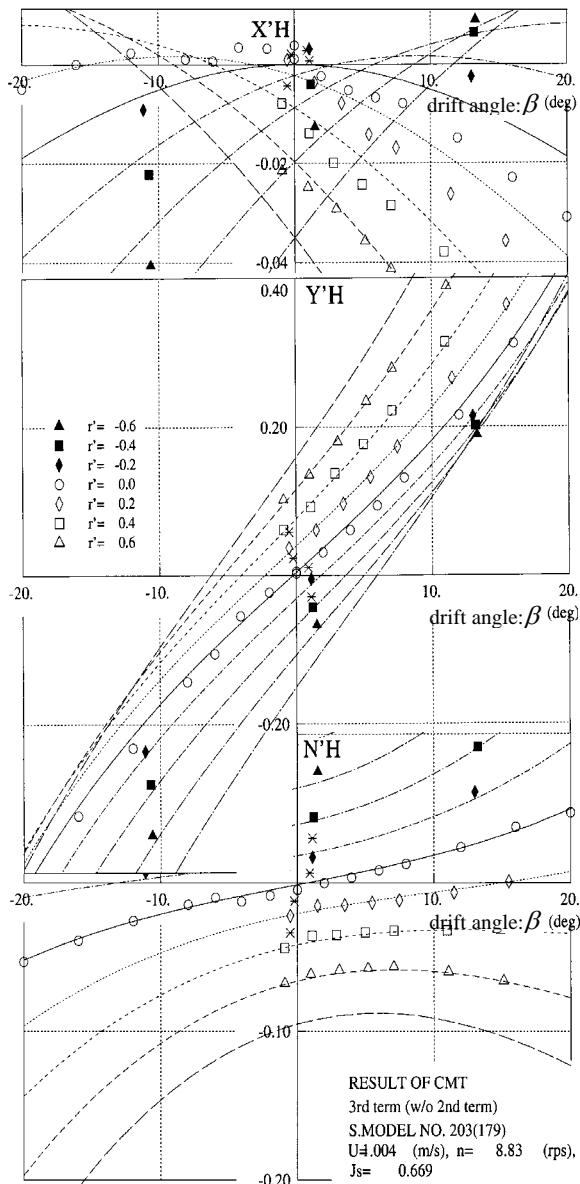 X'H
-20. -10. 10. 20.
drift angle:β (deg)
-0.02
-0.04
0.40
Y'H
0.20
▲ r'= -0.6
■ r'= -0.4
♦ r'= -0.2
○ r'= 0.0
◇ r'= 0.2
□ r'= 0.4
△ r'= 0.6
-20. -10. 10. 20.
drift angle:β (deg)
-0.20
N'H
10. 20.
drift angle:β (deg)
-0.10
RESULT OF CMT
3rd term (w/o 2nd term)
S.MODEL NO. 203(179)
U=1.004 (m/s), n= 8.83 (rps),
Js= 0.669
-0.20